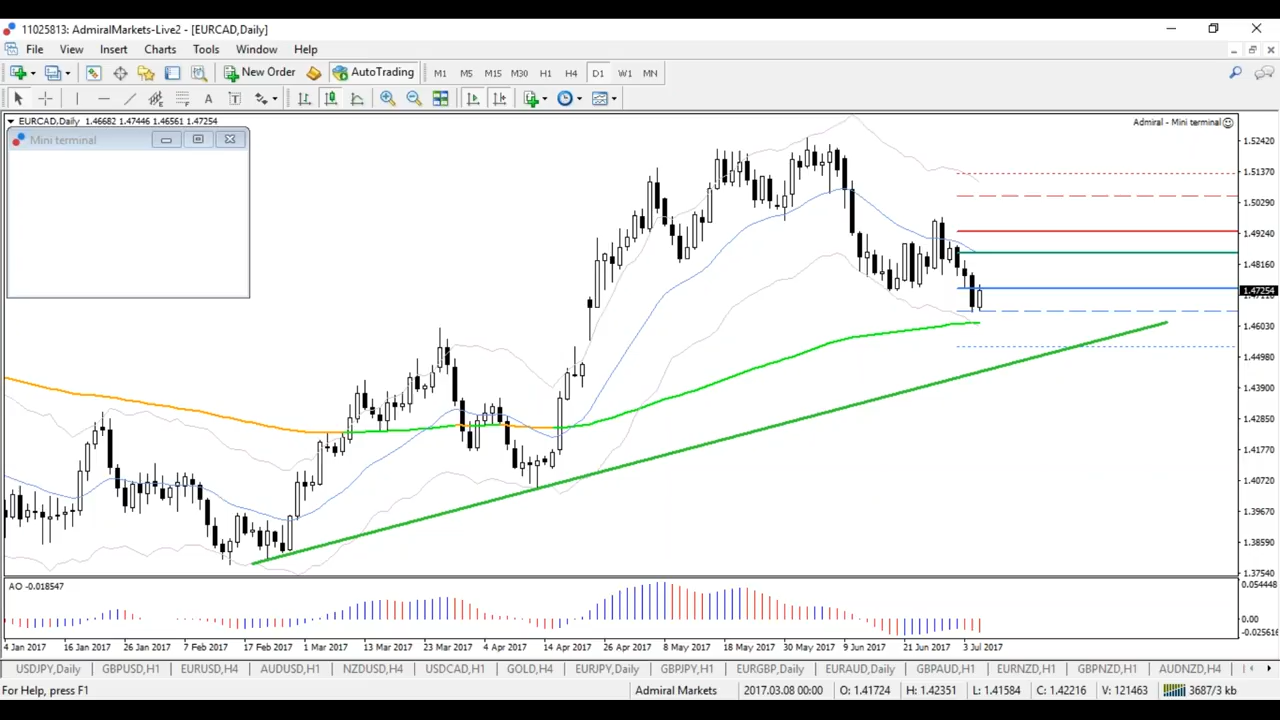 11025813: AdmiralMarkets-Live2 - [EURCAD,Daily]
File View Insert Charts Tools Window Help
New Order AutoTrading M1 M5 M15 M30 H1 H4 D1 W1 MN
A T
EURCAD,Daily 1.46682 1.47446 1.46561 1.47254
Admiral - Mini terminal
Mini terminal
1.52420
1.51370
1.50290
1.49240
1.48160
1.47254
1.46030
1.44980
1.43900
1.42850
1.41770
1.40720
1.39670
1.38590
1.37540
AO -0.018547
0.054448
0.00
-0.025616
4 Jan 2017 16 Jan 2017 26 Jan 2017 7 Feb 2017 17 Feb 2017 1 Mar 2017 13 Mar 2017 23 Mar 2017 4 Apr 2017 14 Apr 2017 26 Apr 2017 8 May 2017 18 May 2017 30 May 2017 9 Jun 2017 21 Jun 2017 3 Jul 2017
USDJPY,Daily GBPUSD,H1 EURUSD,H4 AUDUSD,H1 NZDUSD,H4 USDCAD,H1 GOLD,H4 EURJPY,Daily GBPJPY,H1 EURGBP,Daily EURAUD,Daily GBPAUD,H1 EURNZD,H1 GBPNZD,H1 AUDNZD,H4
For Help, press F1 Admiral Markets 2017.03.08 00:00 O: 1.41724 H: 1.42351 L: 1.41584 C: 1.42216 V: 121463 3687/3 kb